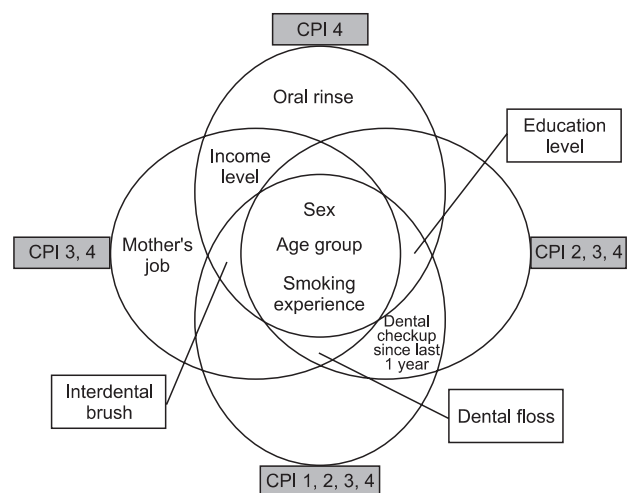 CPI 4
Oral rinse
Education
level
Income
level
Sex
Age group
Smoking
experience
Mother's
job
CPI 3, 4
CPI 2, 3, 4
Dental
checkup
since last
1 year
Interdental
brush
Dental floss
CPI 1, 2, 3, 4